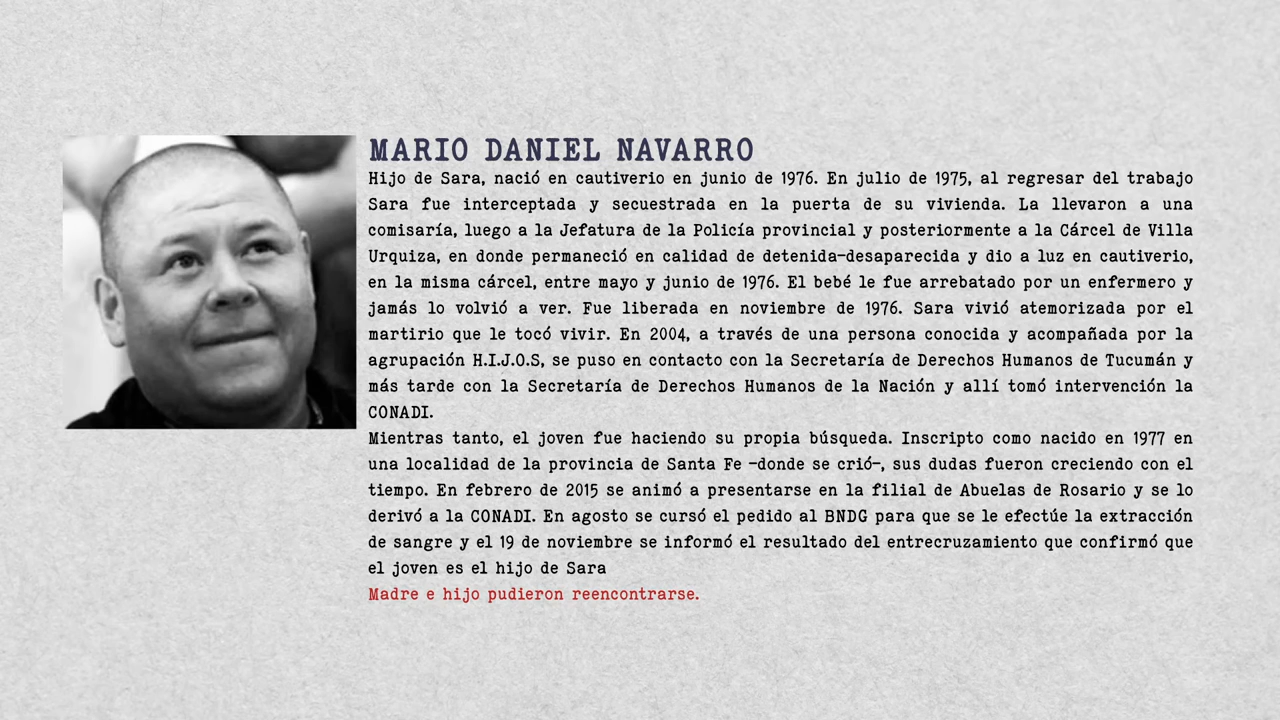 MARIO DANIEL NAVARRO
Hijo de Sara, nació en cautiverio en junio de 1976. En julio de 1975, al regresar del trabajo
Sara fue interceptada y secuestrada en la puerta de su vivienda. La llevaron a una
comisaría, luego a la Jefatura de la Policía provincial y posteriormente a la Cárcel de Villa
Urquiza, en donde permaneció en calidad de detenida-desaparecida y dio a luz en cautiverio,
en la misma cárcel, entre mayo y junio de 1976. El bebé le fue arrebatado por un enfermero y
jamás lo volvió a ver. Fue liberada en noviembre de 1976. Sara vivió atemorizada por el
martirio que le tocó vivir. En 2004, a través de una persona conocida y acompañada por la
agrupación H.I.J.O.S, se puso en contacto con la Secretaría de Derechos Humanos de Tucumán y
más tarde con la Secretaría de Derechos Humanos de la Nación y allí tomó intervención la
CONADI.
Mientras tanto, el joven fue haciendo su propia búsqueda. Inscripto como nacido en 1977 en
una localidad de la provincia de Santa Fe -donde se crió-, sus dudas fueron creciendo con el
tiempo. En febrero de 2015 se animó a presentarse en la filial de Abuelas de Rosario y se lo
derivó a la CONADI. En agosto se cursó el pedido al BNDG para que se le efectúe la extracción
de sangre y el 19 de noviembre se informó el resultado del entrecruzamiento que confirmó que
el joven es el hijo de Sara
Madre e hijo pudieron reencontrarse.